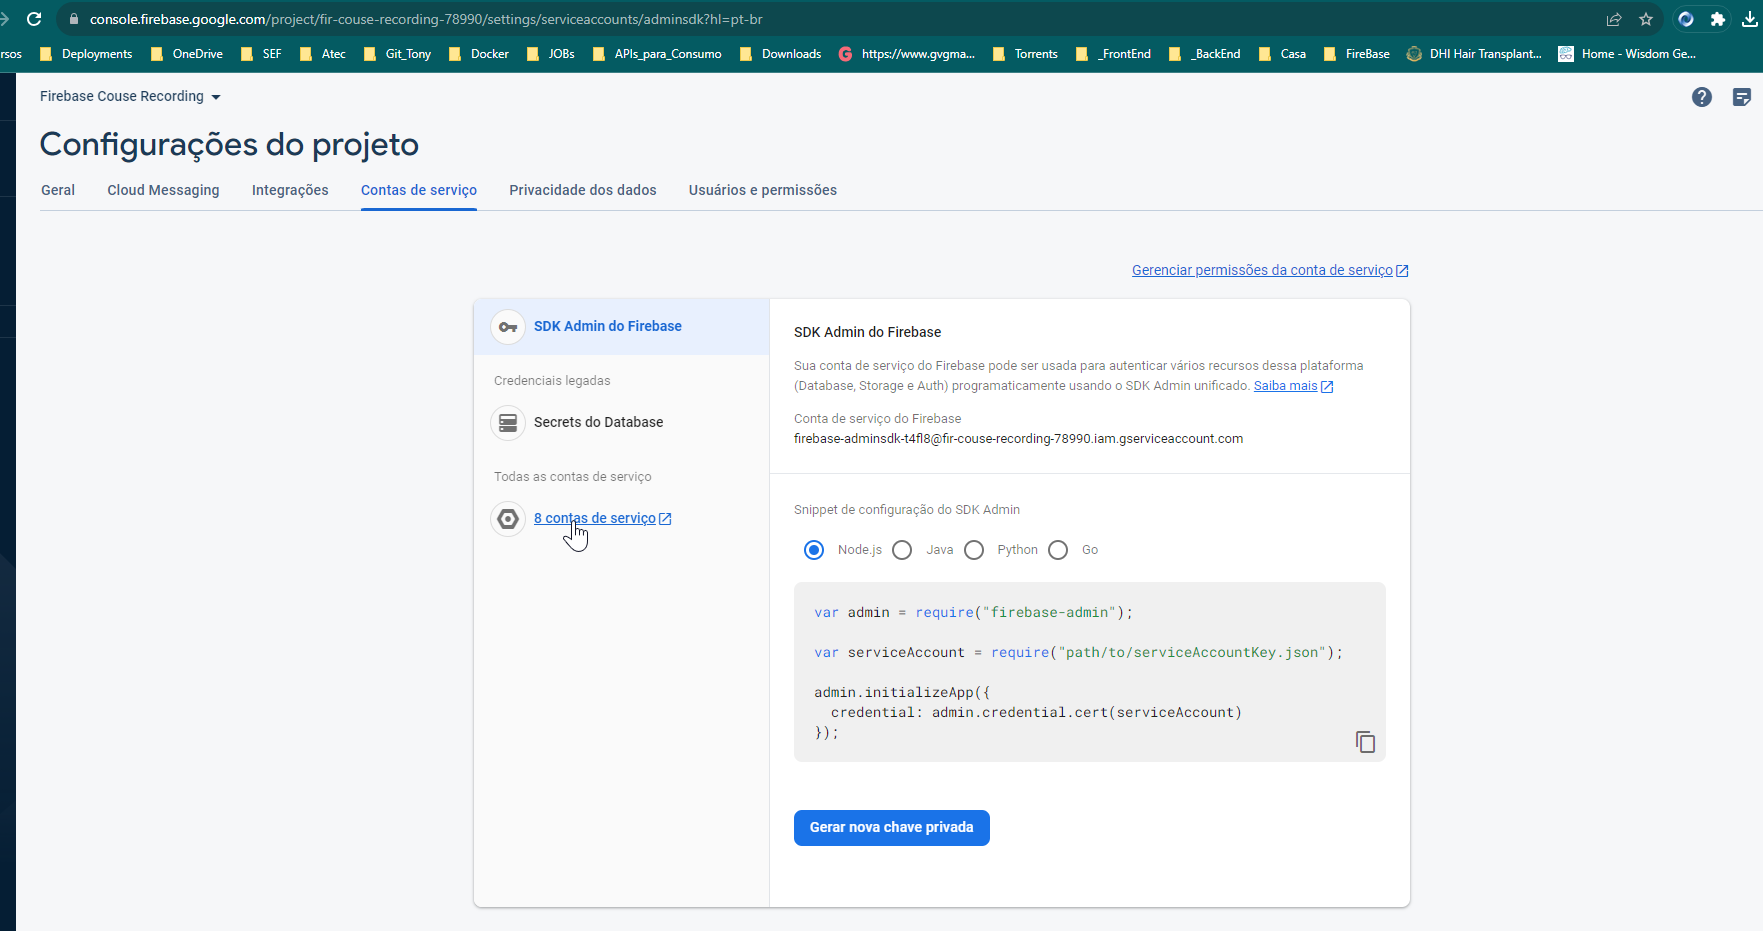 console.firebase.google.com/project/fir-couse-recording-78990/settings/serviceaccounts/adminsdk?hl=pt-br
rsos Deployments OneDrive SEF Atec Git_Tony Docker JOBs APIs_para_Consumo Downloads https://www.gvgma... Torrents _FrontEnd _BackEnd Casa FireBase DHI Hair Transplant... Home - Wisdom Ge...
Firebase Couse Recording
Configurações do projeto
Geral Cloud Messaging Integrações Contas de serviço Privacidade dos dados Usuários e permissões
Gerenciar permissões da conta de serviço
SDK Admin do Firebase
Credenciais legadas
Secrets do Database
Todas as contas de serviço
8 contas de serviço
SDK Admin do Firebase
Sua conta de serviço do Firebase pode ser usada para autenticar vários recursos dessa plataforma
(Database, Storage e Auth) programaticamente usando o SDK Admin unificado. Saiba mais
Conta de serviço do Firebase
firebase-adminsdk-t4fl8@fir-couse-recording-78990.iam.gserviceaccount.com
Snippet de configuração do SDK Admin
Node.js Java Python Go
var admin = require("firebase-admin");
var serviceAccount = require("path/to/serviceAccountKey.json");
admin.initializeApp({
  credential: admin.credential.cert(serviceAccount)
});
Gerar nova chave privada